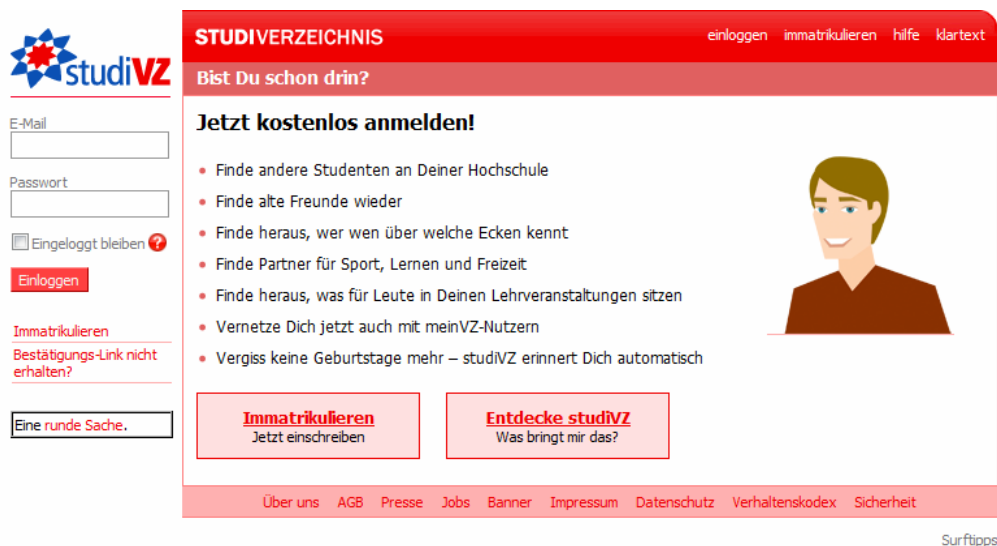 studiVZ
E-Mail
Passwort
Eingeloggt bleiben ?
Einloggen
Immatrikulieren
Bestätigungs-Link nicht
erhalten?
Eine runde Sache.
STUDIVERZEICHNIS
einloggen immatrikulieren hilfe klartext
Bist Du schon drin?
Jetzt kostenlos anmelden!
• Finde andere Studenten an Deiner Hochschule
• Finde alte Freunde wieder
• Finde heraus, wer wen über welche Ecken kennt
• Finde Partner für Sport, Lernen und Freizeit
• Finde heraus, was für Leute in Deinen Lehrveranstaltungen sitzen
• Vernetze Dich jetzt auch mit meinVZ-Nutzern
• Vergiss keine Geburtstage mehr – studiVZ erinnert Dich automatisch
Immatrikulieren
Jetzt einschreiben
Entdecke studiVZ
Was bringt mir das?
Über uns AGB Presse Jobs Banner Impressum Datenschutz Verhaltenskodex Sicherheit
Surftipps